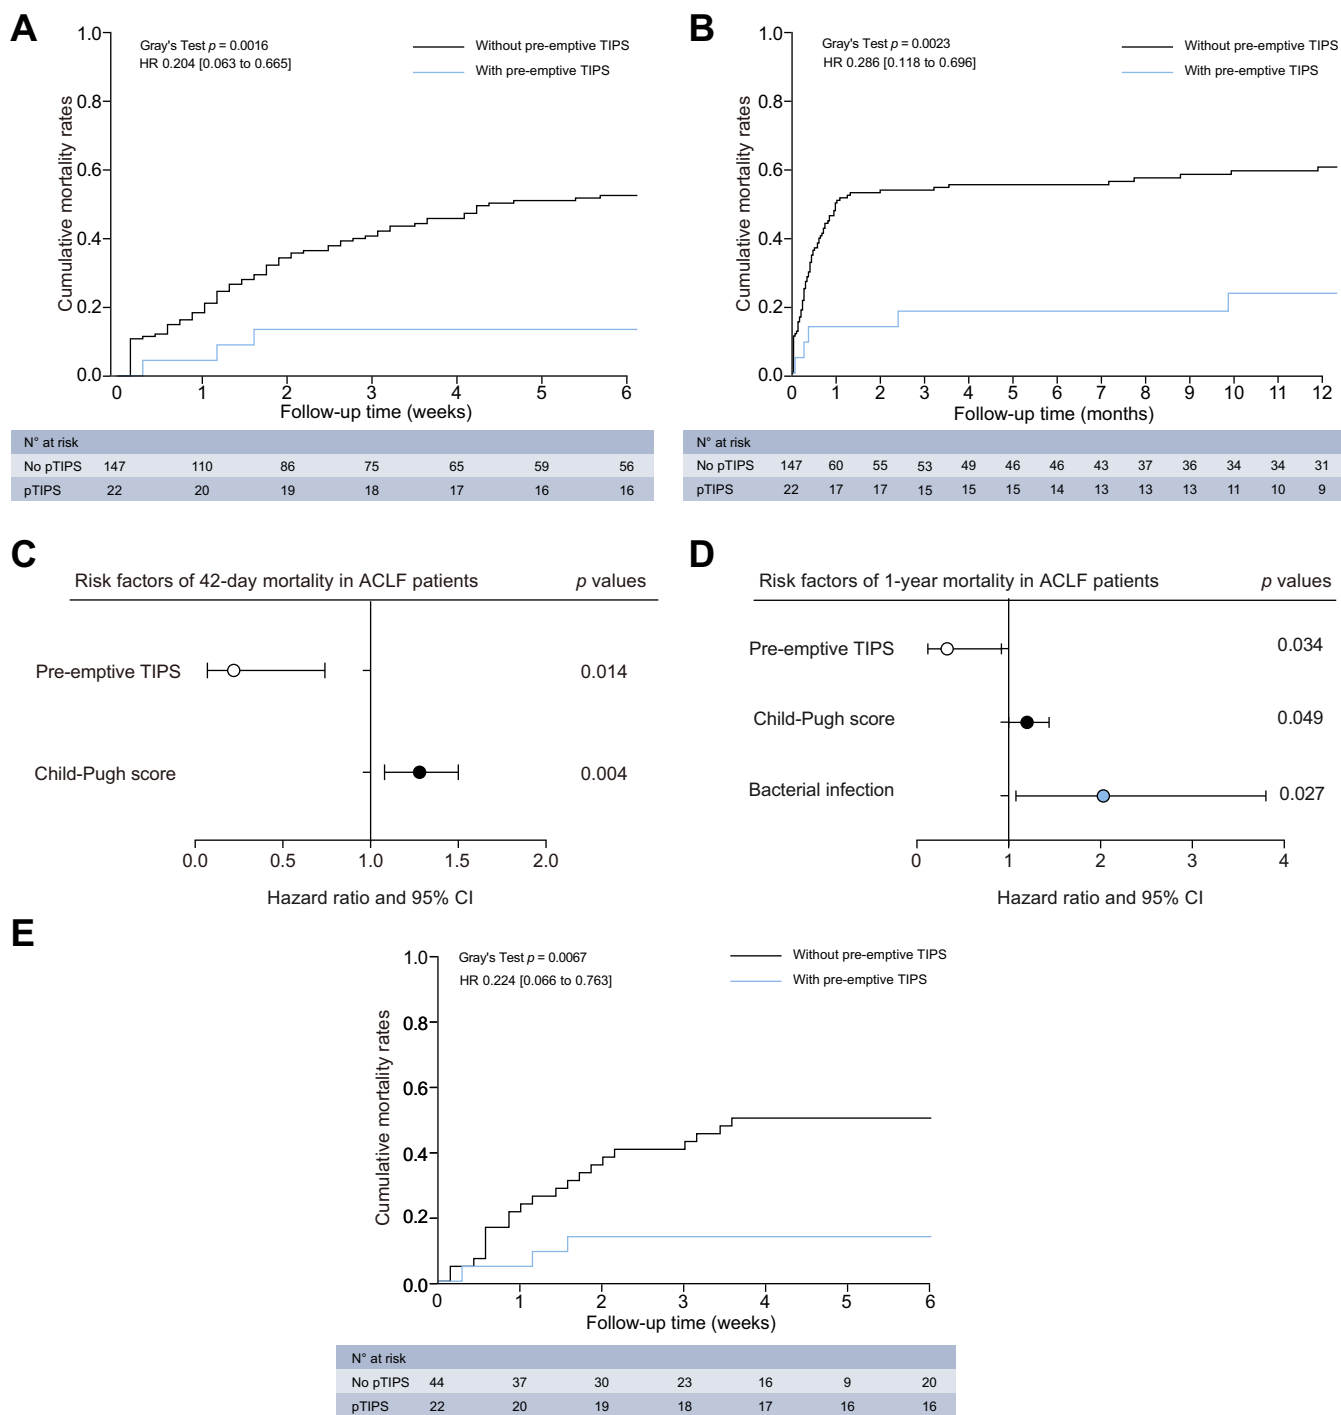 A
Gray's Test p = 0.0016
HR 0.204 [0.063 to 0.665]
Without pre-emptive TIPS
With pre-emptive TIPS
Cumulative mortality rates
1.0
0.8
0.6
0.4
0.2
0.0
0 1 2 3 4 5 6
Follow-up time (weeks)
N° at risk
No pTIPS 147 110 86 75 65 59 56
pTIPS 22 20 19 18 17 16 16
B
Gray's Test p = 0.0023
HR 0.286 [0.118 to 0.696]
Without pre-emptive TIPS
With pre-emptive TIPS
Cumulative mortality rates
1.0
0.8
0.6
0.4
0.2
0.0
0 1 2 3 4 5 6 7 8 9 10 11 12
Follow-up time (months)
N° at risk
No pTIPS 147 60 55 53 49 46 46 43 37 36 34 34 31
pTIPS 22 17 17 15 15 15 14 13 13 13 11 10 9
C
Risk factors of 42-day mortality in ACLF patients p values
Pre-emptive TIPS 0.014
Child-Pugh score 0.004
0.0 0.5 1.0 1.5 2.0
Hazard ratio and 95% CI
D
Risk factors of 1-year mortality in ACLF patients p values
Pre-emptive TIPS 0.034
Child-Pugh score 0.049
Bacterial infection 0.027
0 1 2 3 4
Hazard ratio and 95% CI
E
Gray's Test p = 0.0067
HR 0.224 [0.066 to 0.763]
Without pre-emptive TIPS
With pre-emptive TIPS
Cumulative mortality rates
1.0
0.8
0.6
0.4
0.2
0.0
0 1 2 3 4 5 6
Follow-up time (weeks)
N° at risk
No pTIPS 44 37 30 23 16 9 20
pTIPS 22 20 19 18 17 16 16